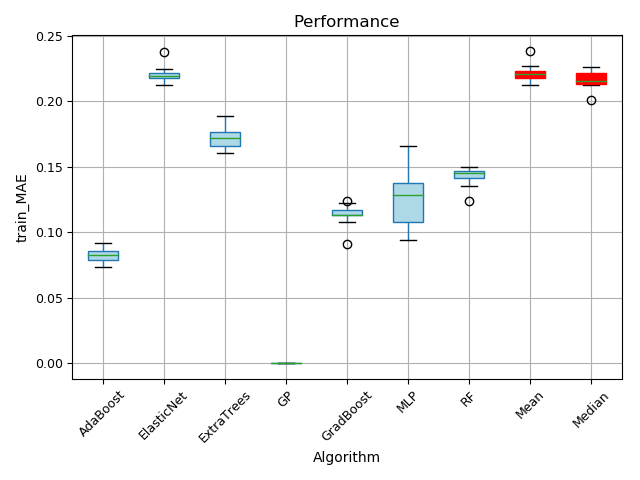 Performance
0.25
0.20
0.15
0.10
0.05
0.00
train_MAE
AdaBoost
ElasticNet
ExtraTrees
GP
GradBoost
MLP
RF
Mean
Median
Algorithm